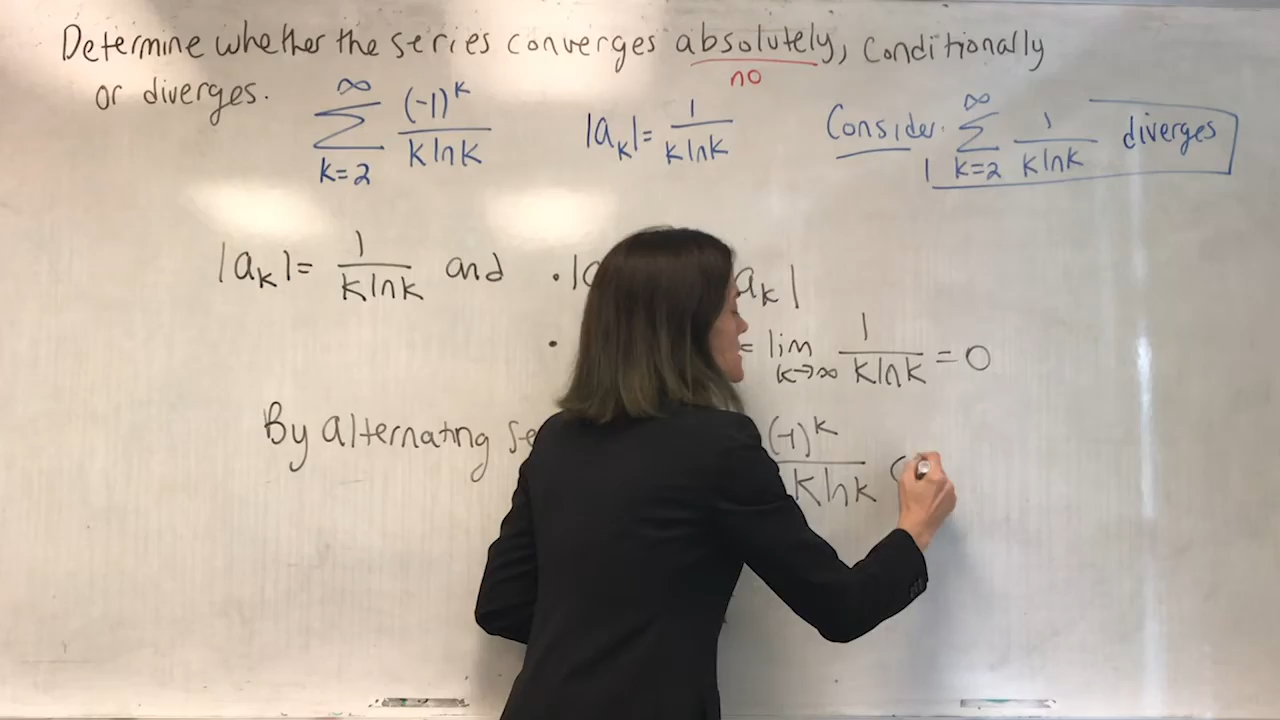 Determine whether the series converges absolutely, conditionally
no
or diverges.
∞ ∑ k=2 (-1)^k / k ln k
|a_k| = 1 / k ln k
Consider: ∞ ∑ k=2 1 / k ln k diverges
|a_k| = 1 / k ln k and
• |a
a_k|
•
= lim k→∞ 1 / k ln k = 0
By alternating se
(-1)^k / k ln k c